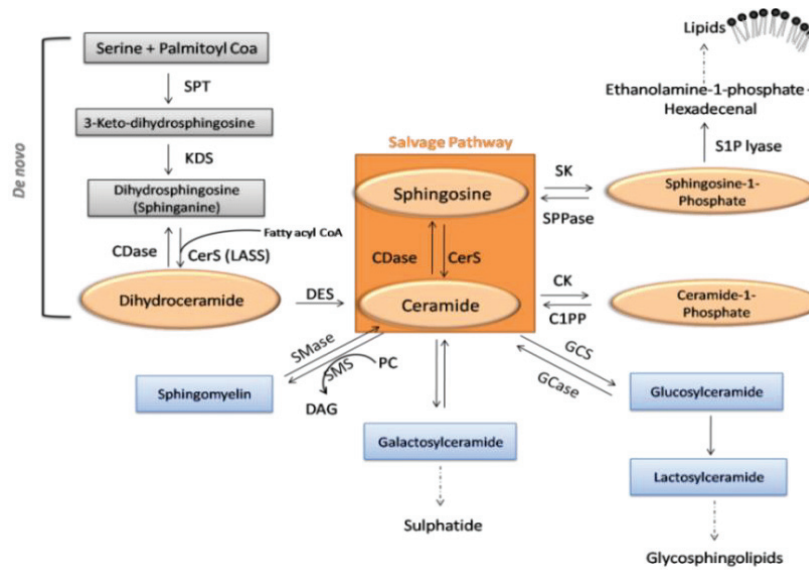 Lipids
Serine + Palmitoyl Coa
SPT
Ethanolamine-1-phosphate -
Hexadecenal
3-Keto-dihydrosphingosine
De novo
KDS
Salvage Pathway
S1P lyase
Dihydrosphingosine
(Sphinganine)
Sphingosine
SK
SPPase
Sphingosine-1-
Phosphate
Fatty acyl CoA
CDase
CerS (LASS)
CDase
CerS
Dihydroceramide
DES
Ceramide
CK
C1PP
Ceramide-1-
Phosphate
SMase
SMS
PC
DAG
GCS
GCase
Sphingomyelin
Glucosylceramide
Galactosylceramide
Lactosylceramide
Sulphatide
Glycosphingolipids